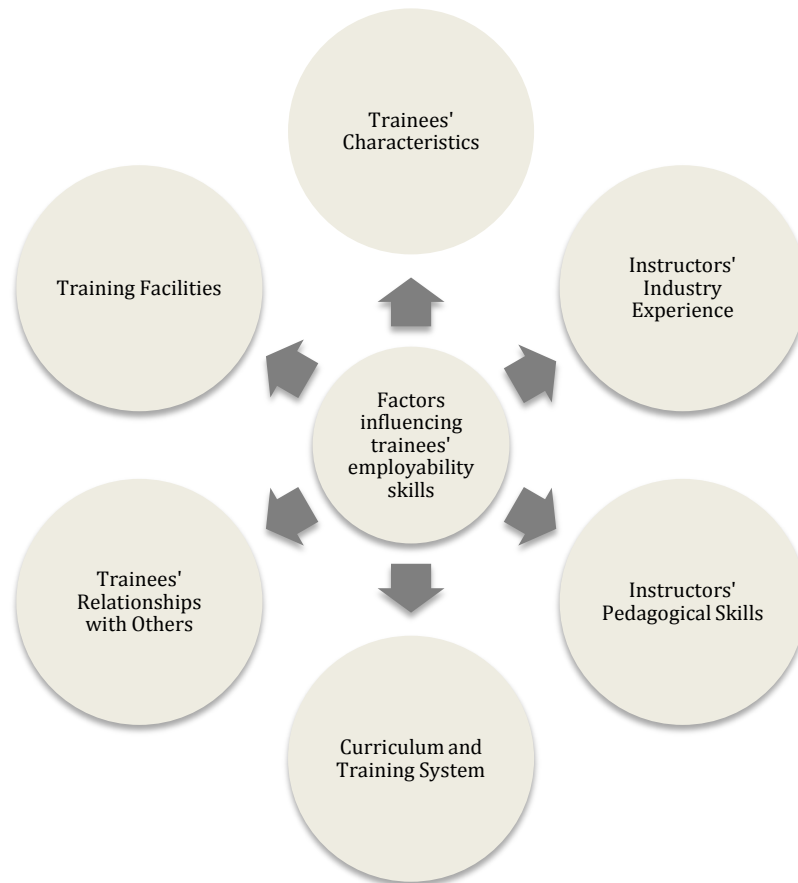 Trainees'
Characteristics
Training Facilities
Instructors'
Industry
Experience
Factors
influencing
trainees'
employability
skills
Trainees'
Relationships
with Others
Instructors'
Pedagogical Skills
Curriculum and
Training System